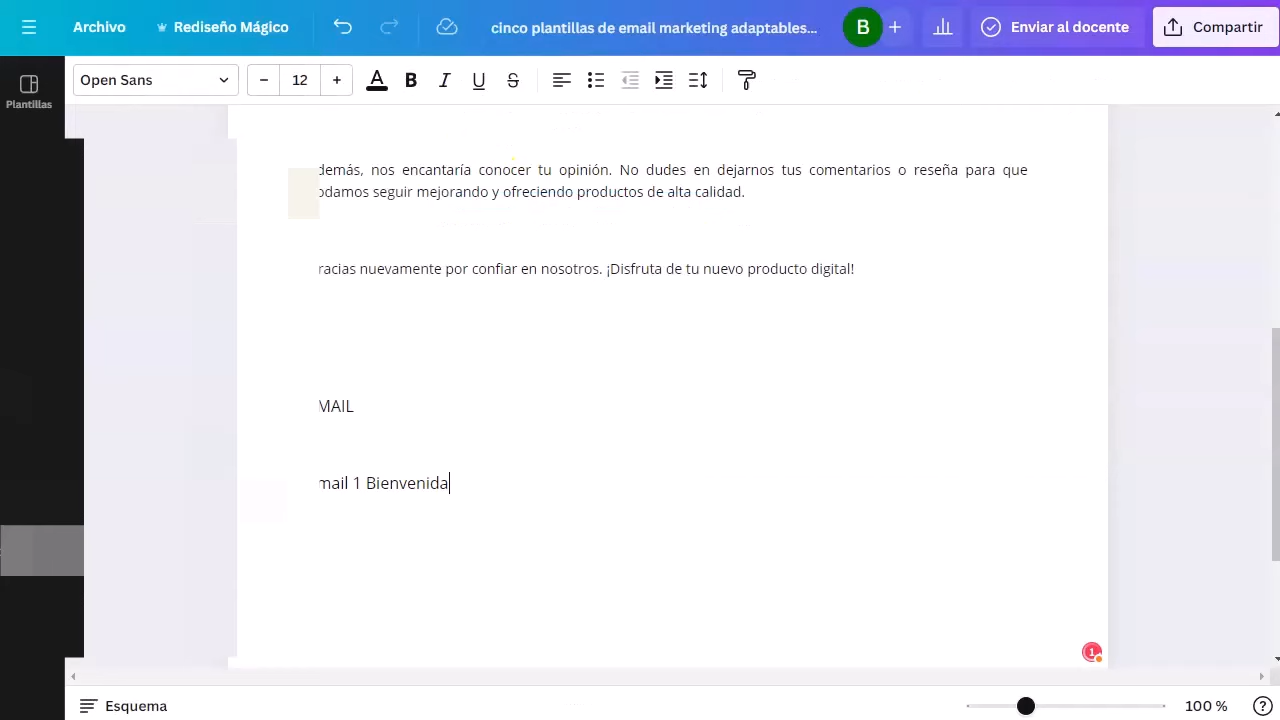 Archivo
Rediseño Mágico
cinco plantillas de email marketing adaptables...
B
Enviar al docente
Compartir
Open Sans
12
Plantillas
demás, nos encantaría conocer tu opinión. No dudes en dejarnos tus comentarios o reseña para que
odamos seguir mejorando y ofreciendo productos de alta calidad.
racias nuevamente por confiar en nosotros. ¡Disfruta de tu nuevo producto digital!
MAIL
mail 1 Bienvenida
1
Esquema
100 %